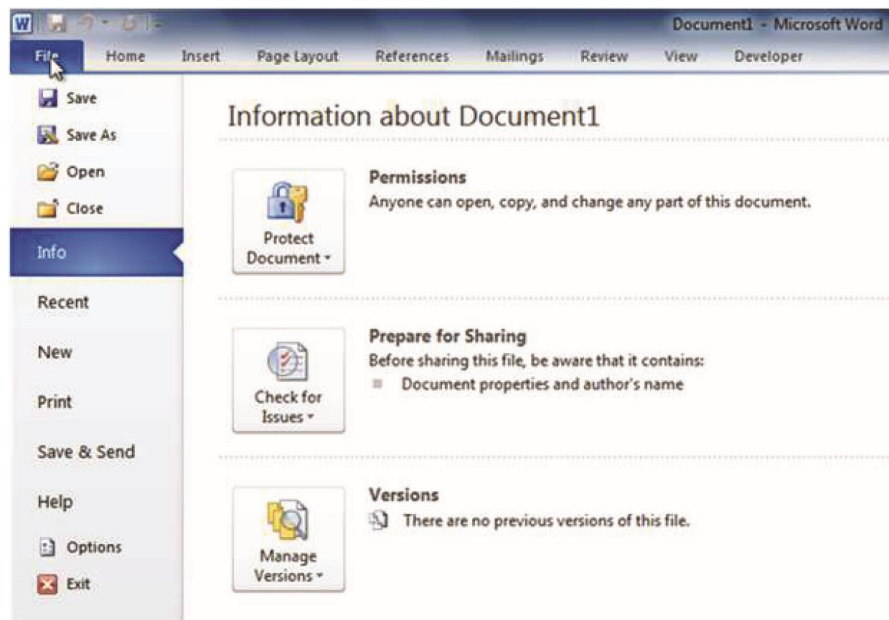 Document1 - Microsoft Word
File Home Insert Page Layout References Mailings Review View Developer
Save
Save As
Open
Close
Info
Recent
New
Print
Save & Send
Help
Options
Exit
Information about Document1
Protect
Document
Permissions
Anyone can open, copy, and change any part of this document.
Check for
Issues
Prepare for Sharing
Before sharing this file, be aware that it contains:
Document properties and author's name
Manage
Versions
Versions
There are no previous versions of this file.